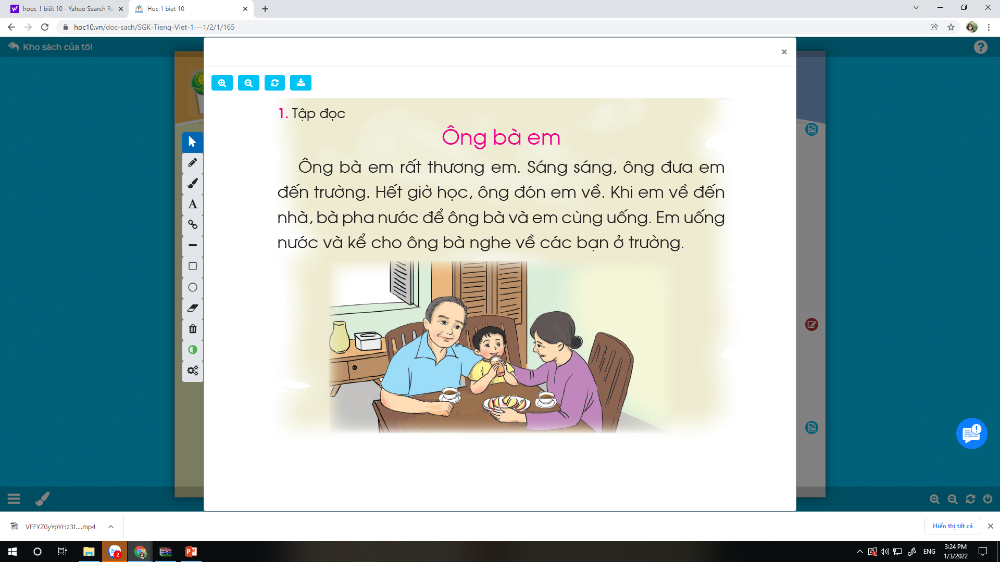 hoọc 1 biết 10 - Yahoo Search Re
Hoc 1 biet 10
hoc10.vn/doc-sach/SGK-Tieng-Viet-1---1/2/1/165
Kho sách của tôi
1. Tập đọc
Ông bà em
Ông bà em rất thương em. Sáng sáng, ông đưa em
đến trường. Hết giờ học, ông đón em về. Khi em về đến
nhà, bà pha nước để ông bà và em cùng uống. Em uống
nước và kể cho ông bà nghe về các bạn ở trường.
VFFYZ0yYpYHz3t....mp4
Hiển thị tất cả
2
ENG
3:24 PM
1/3/2022